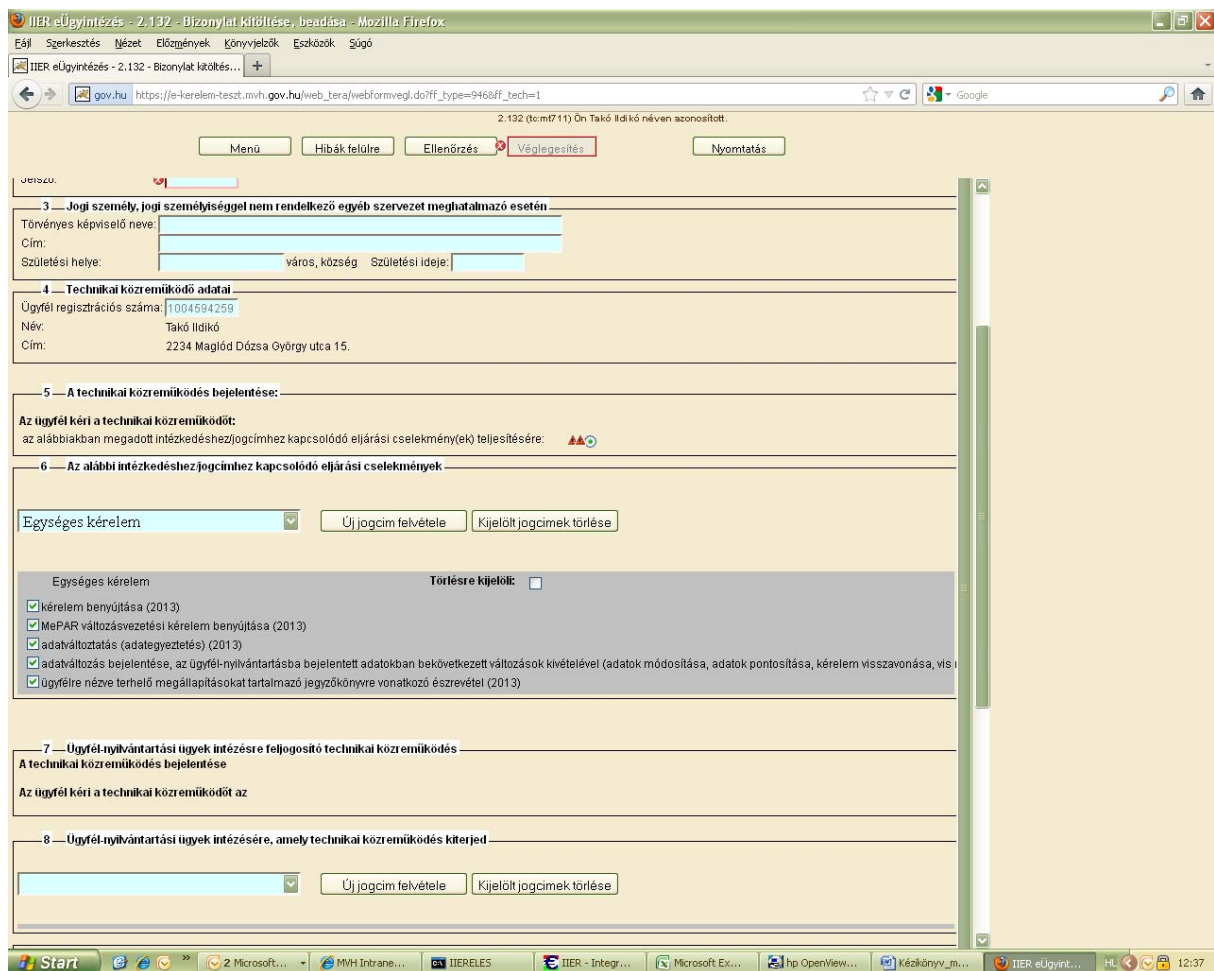 IIER eÜgyintézés - 2.132 - Bizonylat kitöltése, beadása - Mozilla Firefox
Fájl Szerkesztés Nézet Előzmények Könyvjelzők Eszközök Súgó
IIER eÜgyintézés - 2.132 - Bizonylat kitöltés... +
gov.hu https://e-kerelem-teszt.mvh.gov.hu/web_tera/webformvegl.do?ff_type=946&ff_tech=1 Google
2.132 (tc:mt711) Ön Takó Ildikó néven azonosított.
Menü Hibák felülre Ellenőrzés Véglegesítés Nyomtatás
Jelszó:
3 Jogi személy, jogi személyiséggel nem rendelkező egyéb szervezet meghatalmazó esetén
Törvényes képviselő neve:
Cím:
Születési helye: város, község Születési ideje:
4 Technikai közreműködő adatai
Ügyfél regisztrációs száma: 1004594259
Név: Takó Ildikó
Cím: 2234 Maglód Dózsa György utca 15.
5 A technikai közreműködés bejelentése:
Az ügyfél kéri a technikai közreműködőt:
az alábbiakban megadott intézkedéshez/jogcímhez kapcsolódó eljárási cselekmény(ek) teljesítésére:
6 Az alábbi intézkedéshez/jogcímhez kapcsolódó eljárási cselekmények
Egységes kérelem Új jogcim felvétele Kijelölt jogcimek törlése
Egységes kérelem Törlésre kijelöli:
kérelem benyújtása (2013)
MePAR változásvezetési kérelem benyújtása (2013)
adatváltoztatás (adategyeztetés) (2013)
adatváltozás bejelentése, az ügyfél-nyilvántartásba bejelentett adatokban bekövetkezett változások kivételével (adatok módosítása, adatok pontosítása, kérelem visszavonása, vis
ügyfélre nézve terhelő megállapításokat tartalmazó jegyzőkönyvre vonatkozó észrevétel (2013)
7 Ügyfél-nyilvántartási ügyek intézésre feljogosító technikai közreműködés
A technikai közreműködés bejelentése
Az ügyfél kéri a technikai közreműködőt az
8 Ügyfél-nyilvántartási ügyek intézésére, amely technikai közreműködés kiterjed
Új jogcim felvétele Kijelölt jogcimek törlése
Start » 2 Microsoft... MVH Intrane... IIERELES IIER - Integr... Microsoft Ex... hp OpenView... Kézikönyv_m... IIER eÜgyint... HU 12:37